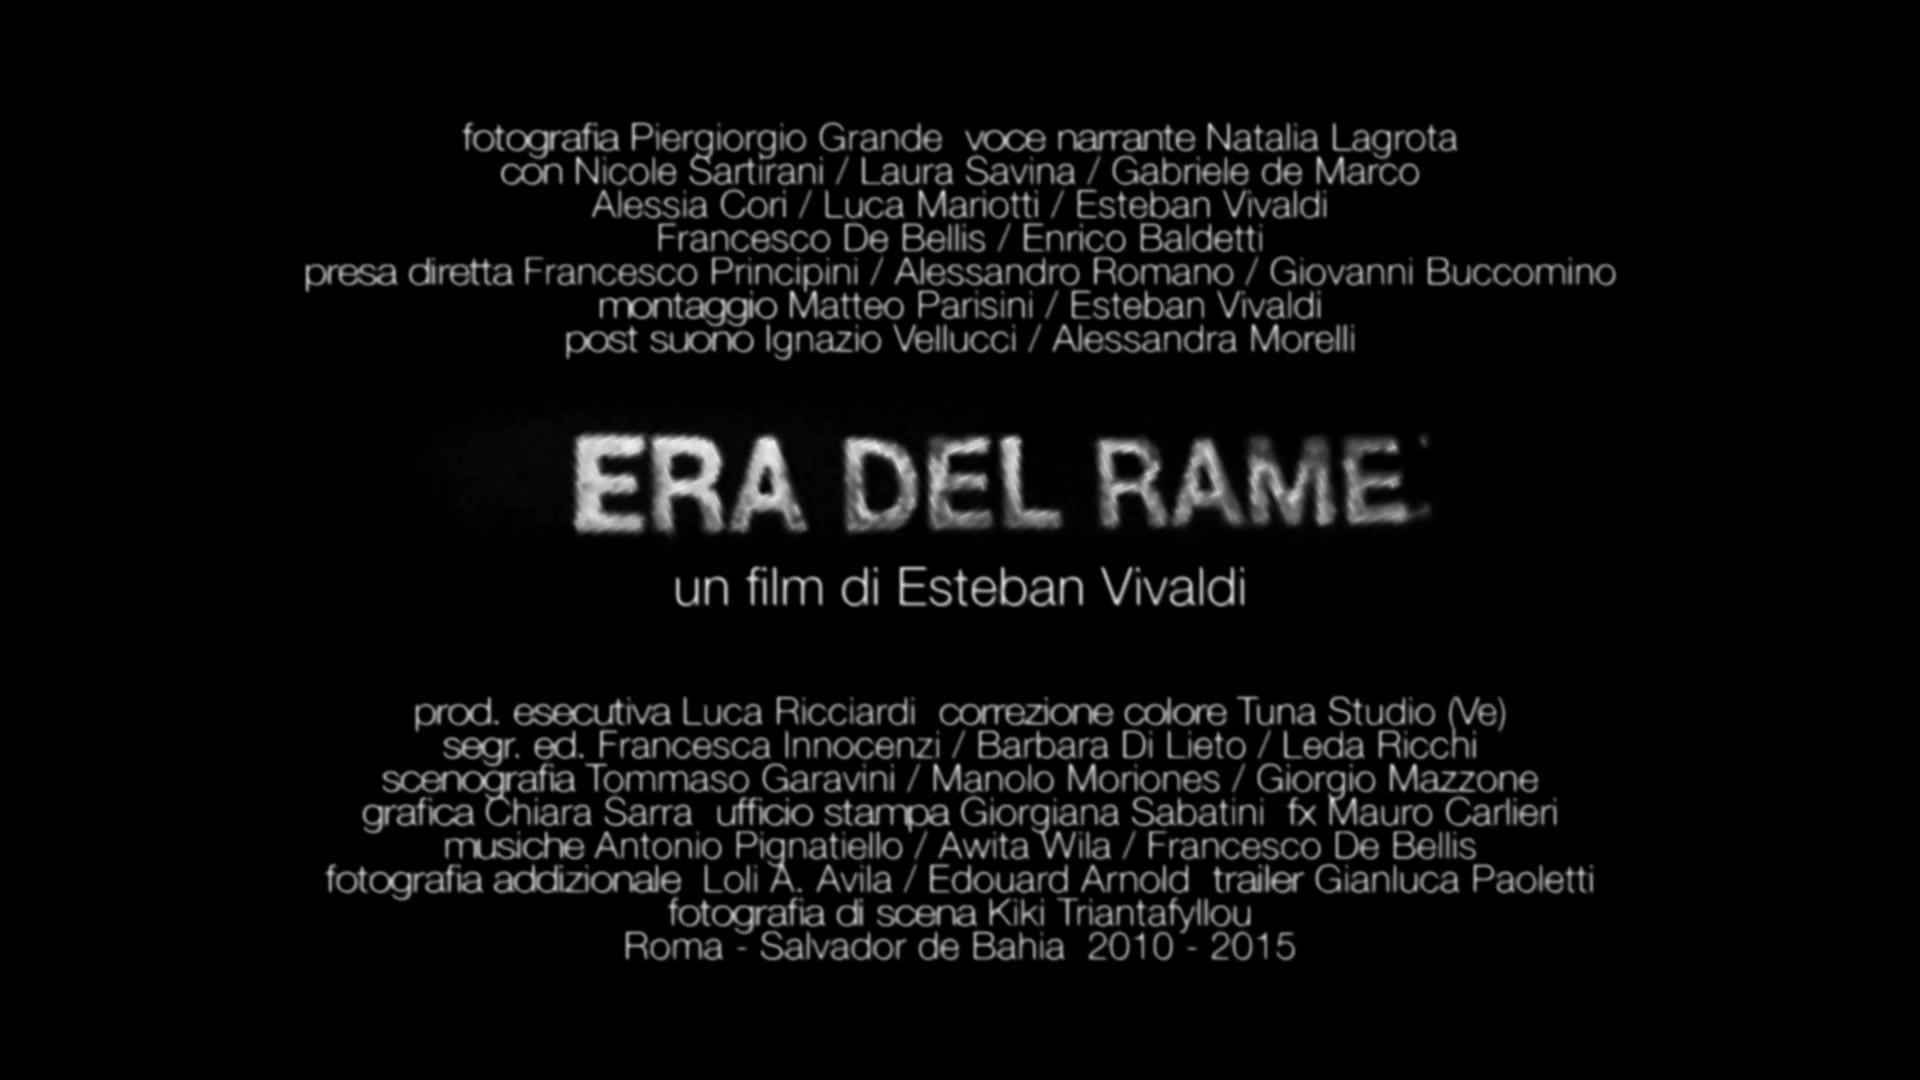 fotografia Piergiorgio Grande  voce narrante Natalia Lagrota
con Nicole Sartirani / Laura Savina / Gabriele de Marco
Alessia Cori / Luca Mariotti / Esteban Vivaldi
Francesco De Bellis / Enrico Baldetti
presa diretta Francesco Principini / Alessandro Romano / Giovanni Buccomino
montaggio Matteo Parisini / Esteban Vivaldi
post suono Ignazio Vellucci / Alessandra Morelli
ERA DEL RAME
un film di Esteban Vivaldi
prod. esecutiva Luca Ricciardi  correzione colore Tuna Studio (Ve)
segr. ed. Francesca Innocenzi / Barbara Di Lieto / Leda Ricchi
scenografia Tommaso Garavini / Manolo Moriones / Giorgio Mazzone
grafica Chiara Sarra  ufficio stampa Giorgiana Sabatini  fx Mauro Carlieri
musiche Antonio Pignatiello / Awita Wila / Francesco De Bellis
fotografia addizionale  Loli A. Avila / Edouard Arnold  trailer Gianluca Paoletti
fotografia di scena Kiki Triantafyllou
Roma - Salvador de Bahia  2010 - 2015